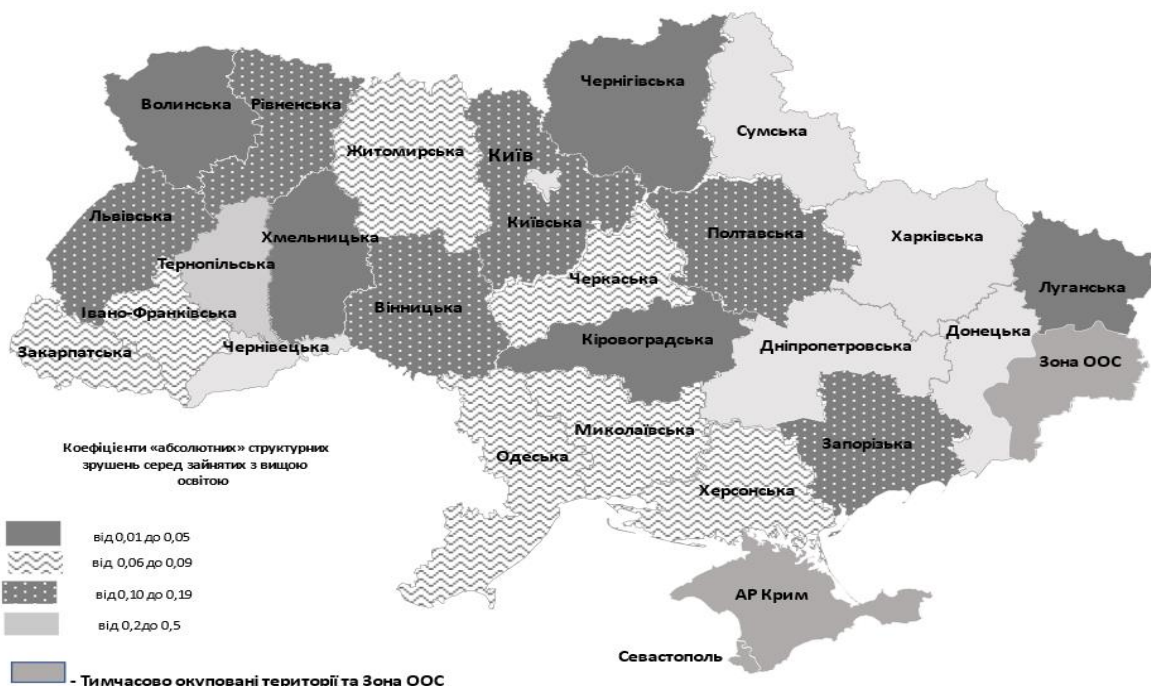 Чернігівська
Волинська
Рівненська
Сумська
Житомирська
Київ
Львівська
Київська
Полтавська
Харківська
Хмельницька
Тернопільська
Черкаська
Луганська
Вінницька
Івано-Франківська
Донецька
Кіровоградська
Дніпропетровська
Чернівецька
Закарпатська
Зона ООС
Миколаївська
Запорізька
Одеська
Херсонська
АР Крим
Севастополь
Коефіцієнти «абсолютних» структурних
зрушень серед зайнятих з вищою
освітою
від 0,01 до 0,05
від 0,06 до 0,09
від 0,10 до 0,19
від 0,2до 0,5
- Тимчасово окуповані території та Зона ООС